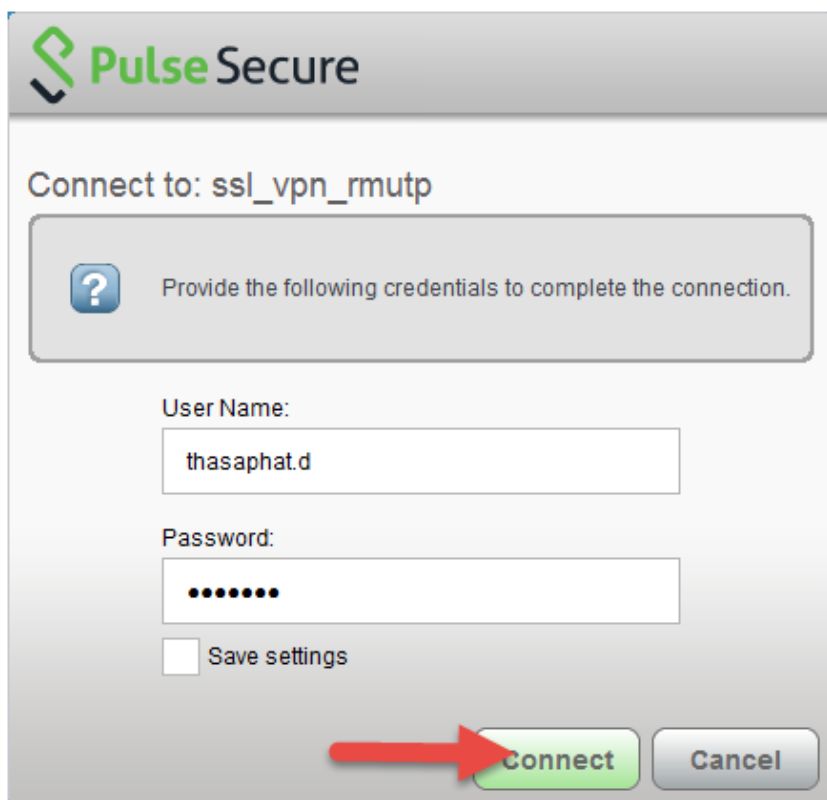 Pulse Secure
Connect to: ssl_vpn_rmutp
?
Provide the following credentials to complete the connection.
User Name:
thasaphat.d
Password:
•••••••
Save settings
Connect Cancel